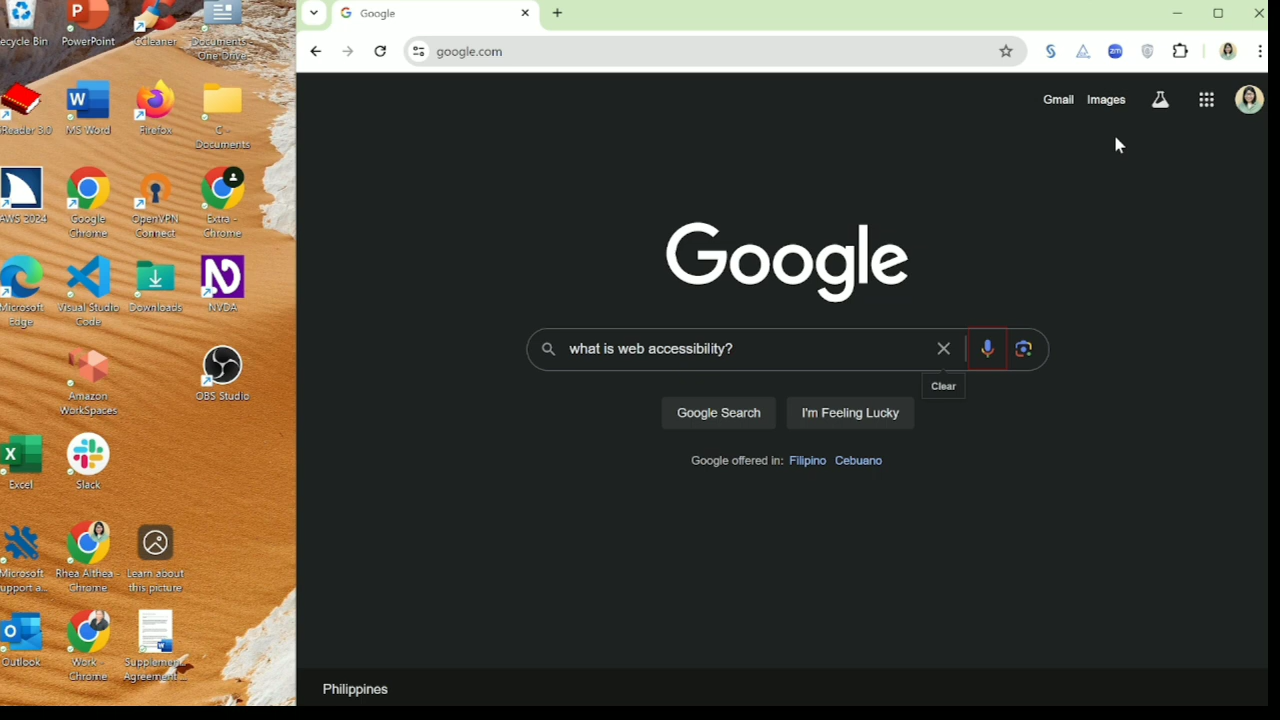 Google
google.com
Gmail
Images
Google
what is web accessibility?
Clear
Google Search
I'm Feeling Lucky
Google offered in: Filipino Cebuano
Philippines
ecycle Bin
PowerPoint
CCleaner
Documents -
One Drive
Reader 3.0
MS Word
Firefox
C -
Documents
AWS 2024
Google
Chrome
OpenVPN
Connect
Extra -
Chrome
Microsoft
Edge
Visual Studio
Code
Downloads
NVDA
Amazon
WorkSpaces
OBS Studio
Excel
Slack
Microsoft
upport a...
Rhea Althea -
Chrome
Learn about
this picture
Outlook
Work -
Chrome
Supplement...
Agreement ...